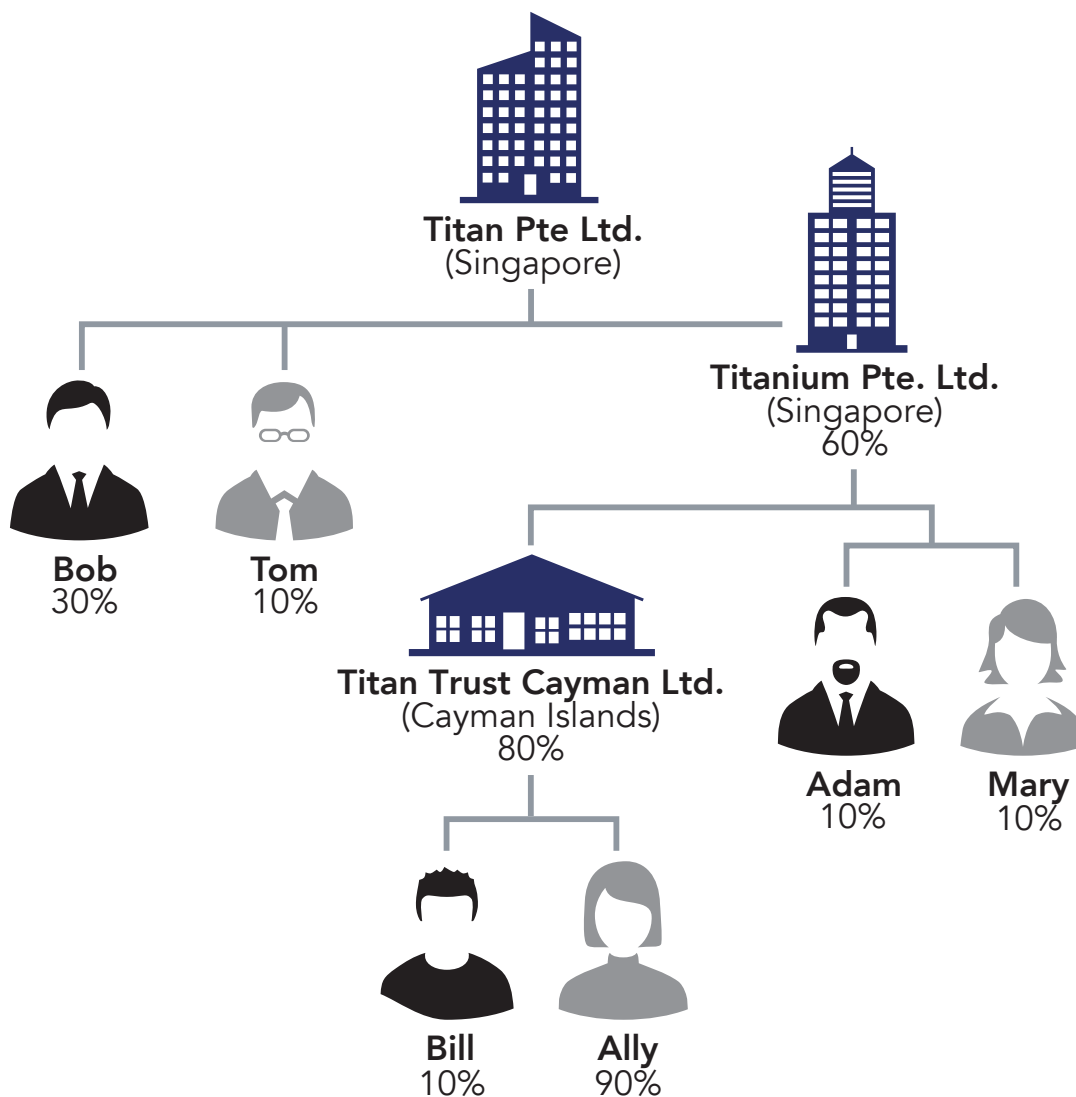 Titan Pte Ltd.
(Singapore)
Titanium Pte. Ltd.
(Singapore)
60%
Bob
30%
Tom
10%
Titan Trust Cayman Ltd.
(Cayman Islands)
80%
Adam
10%
Mary
10%
Bill
10%
Ally
90%